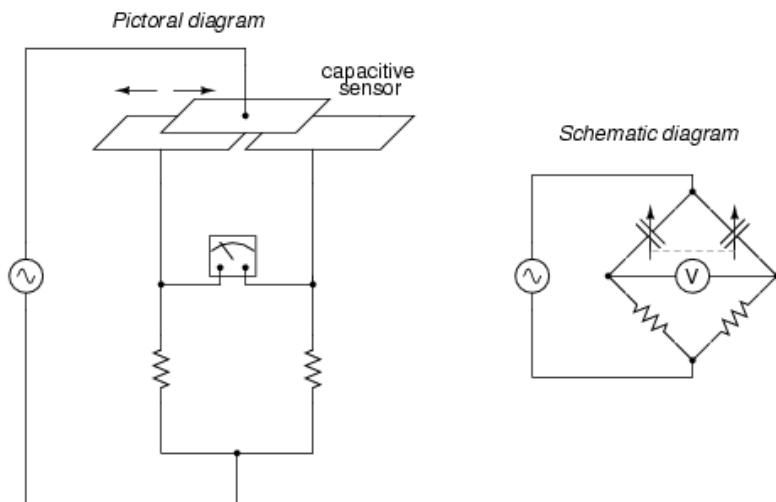 Pictoral diagram
capacitive
sensor
Schematic diagram
V